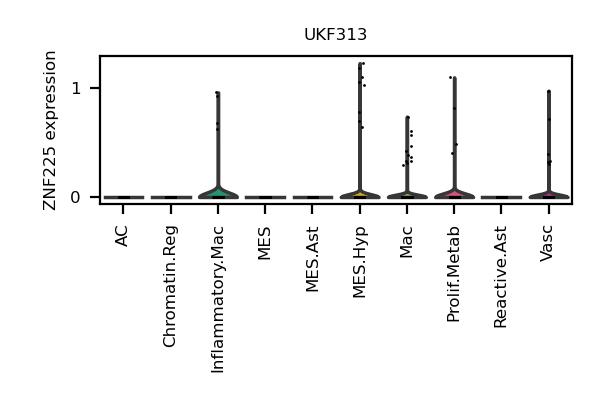 UKF313
ZNF225 expression
1
0
AC
Chromatin.Reg
Inflammatory.Mac
MES
MES.Ast
MES.Hyp
Mac
Prolif.Metab
Reactive.Ast
Vasc